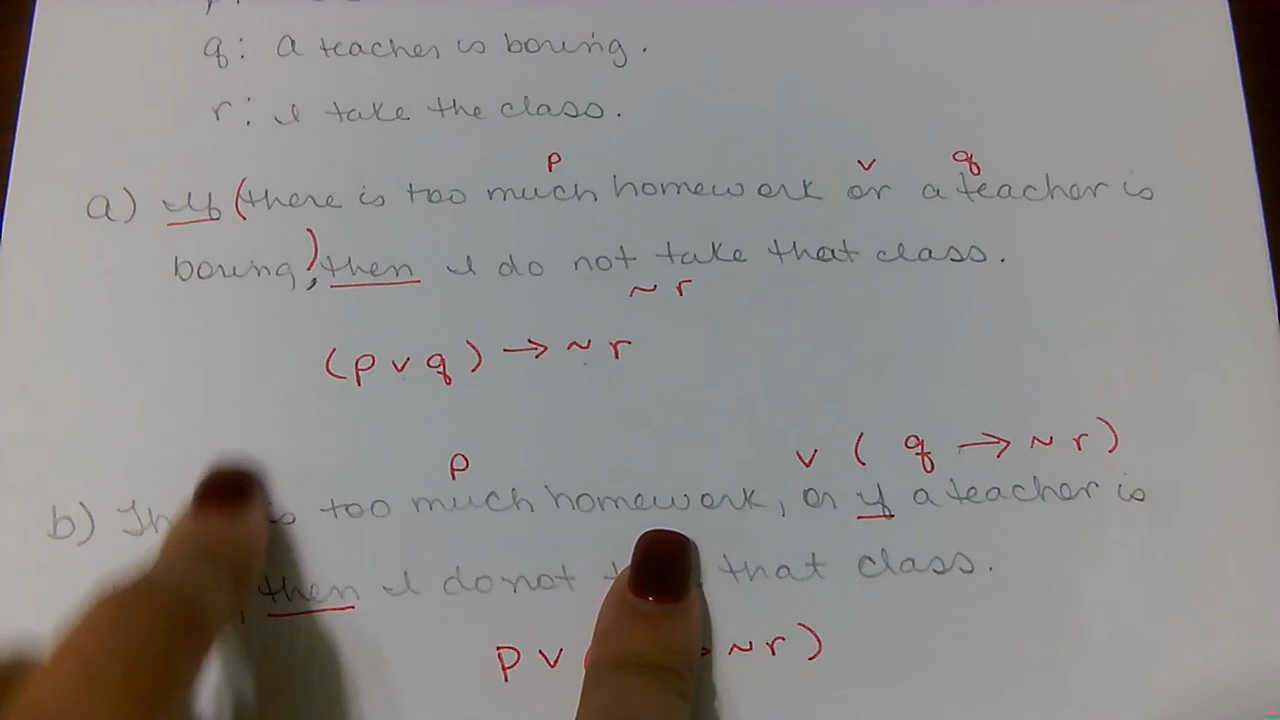 q: a teacher is boring.
r: I take the class.
p v q
a) If (there is too much homework or a teacher is
boring), then I do not take that class.
~ r
(p v q) → ~ r
p v ( q → ~ r )
b) is too much homework, or if a teacher is
then I do not that class.
p v ~ r )